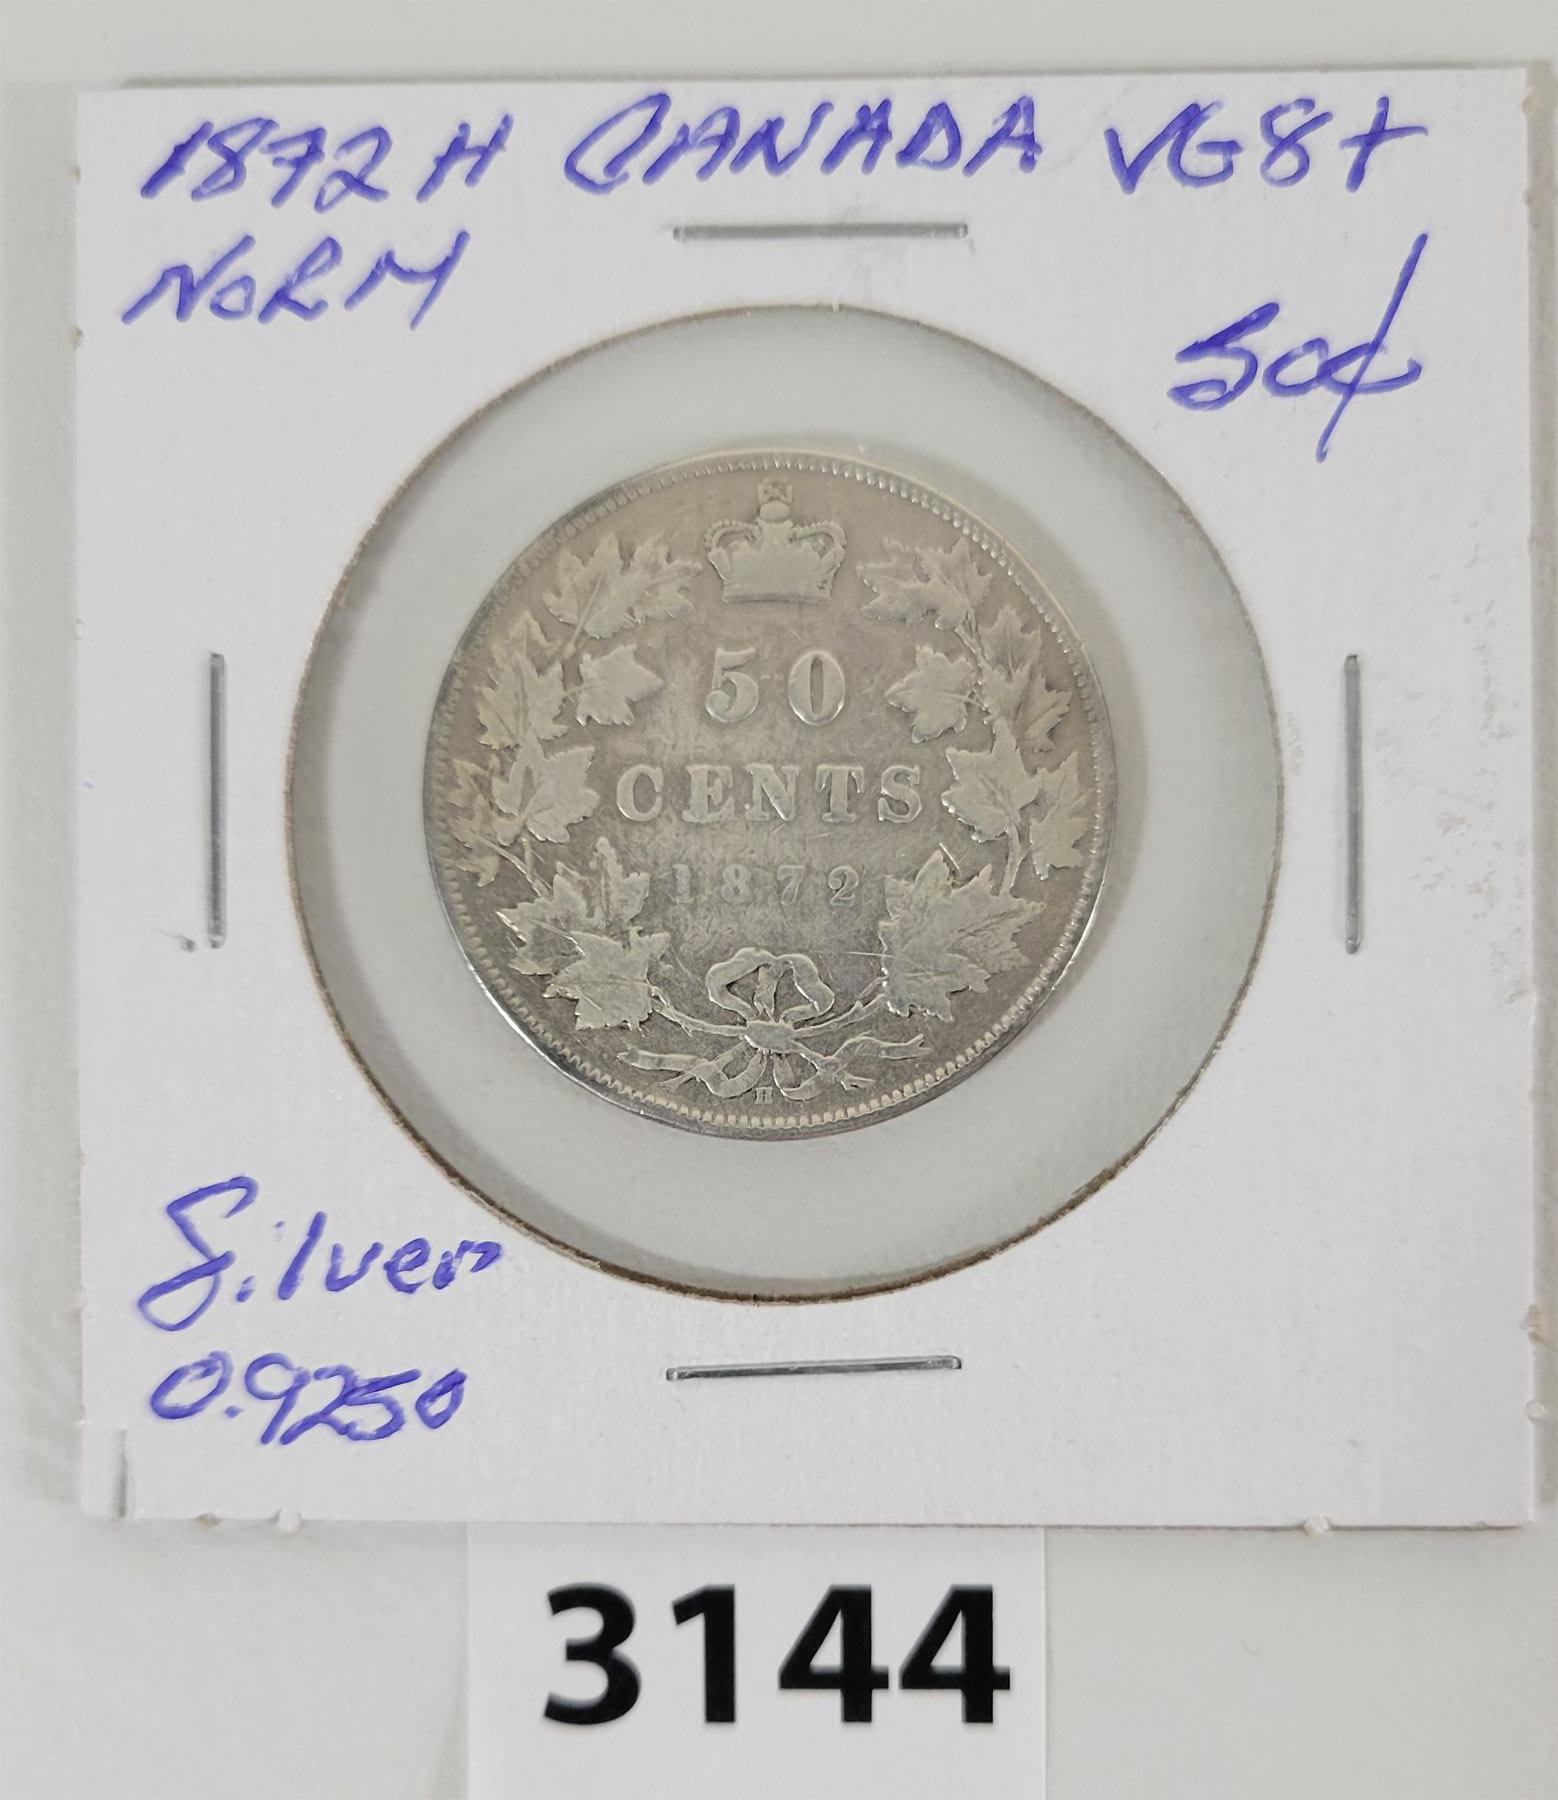 1872 H CANADA VG8+
NORM
50¢
50
CENTS
1872
H
Silver
0.9250
3144